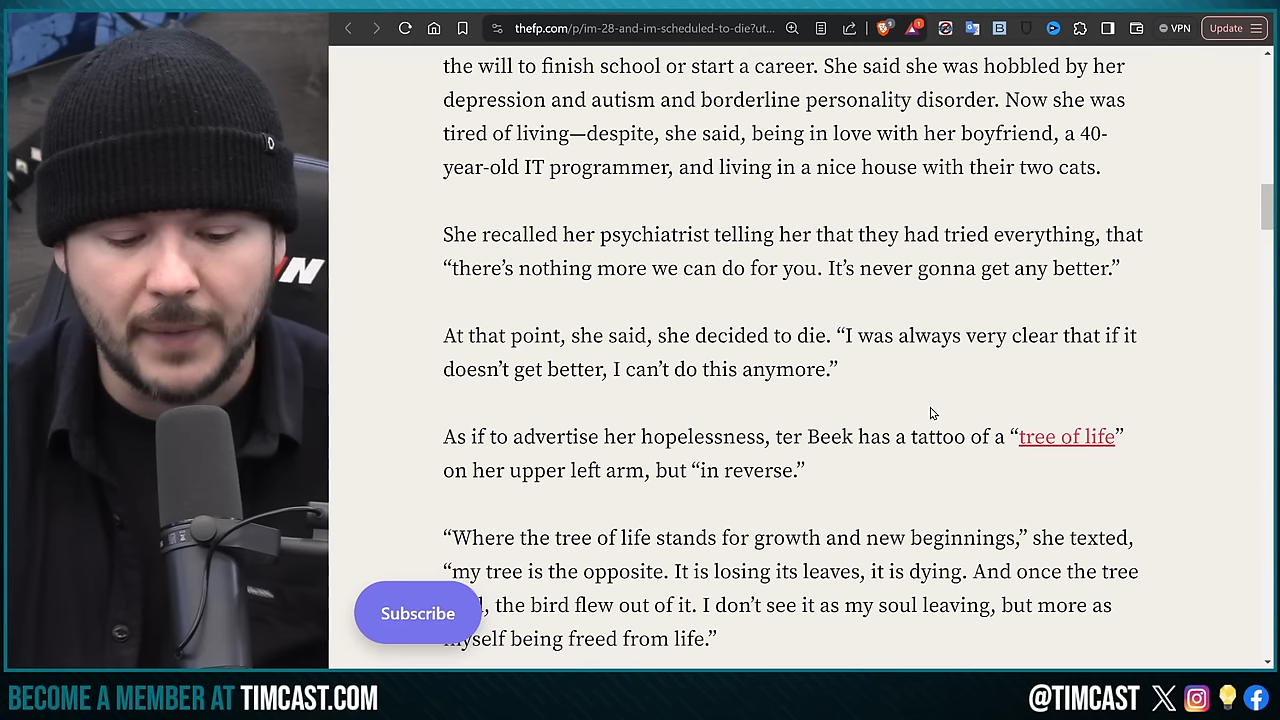 thefp.com/p/im-28-and-im-scheduled-to-die?ut...
VPN
Update
the will to finish school or start a career. She said she was hobbled by her
depression and autism and borderline personality disorder. Now she was
tired of living—despite, she said, being in love with her boyfriend, a 40-
year-old IT programmer, and living in a nice house with their two cats.
She recalled her psychiatrist telling her that they had tried everything, that
“there’s nothing more we can do for you. It’s never gonna get any better.”
At that point, she said, she decided to die. “I was always very clear that if it
doesn’t get better, I can’t do this anymore.”
As if to advertise her hopelessness, ter Beek has a tattoo of a “tree of life”
on her upper left arm, but “in reverse.”
“Where the tree of life stands for growth and new beginnings,” she texted,
“my tree is the opposite. It is losing its leaves, it is dying. And once the tree
, the bird flew out of it. I don’t see it as my soul leaving, but more as
myself being freed from life.”
Subscribe
BECOME A MEMBER AT TIMCAST.COM
@TIMCAST